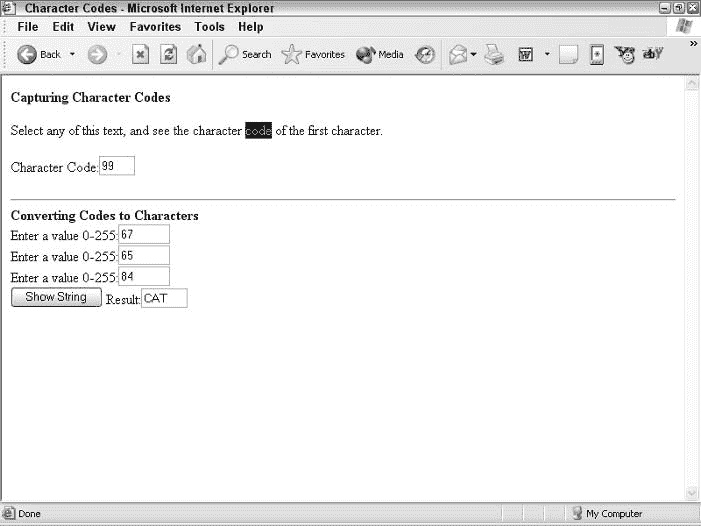 Character Codes - Microsoft Internet Explorer
File Edit View Favorites Tools Help
Back Search Favorites Media
Capturing Character Codes
Select any of this text, and see the character code of the first character.
Character Code: 99
Converting Codes to Characters
Enter a value 0-255: 67
Enter a value 0-255: 65
Enter a value 0-255: 84
Show String Result: CAT
Done My Computer